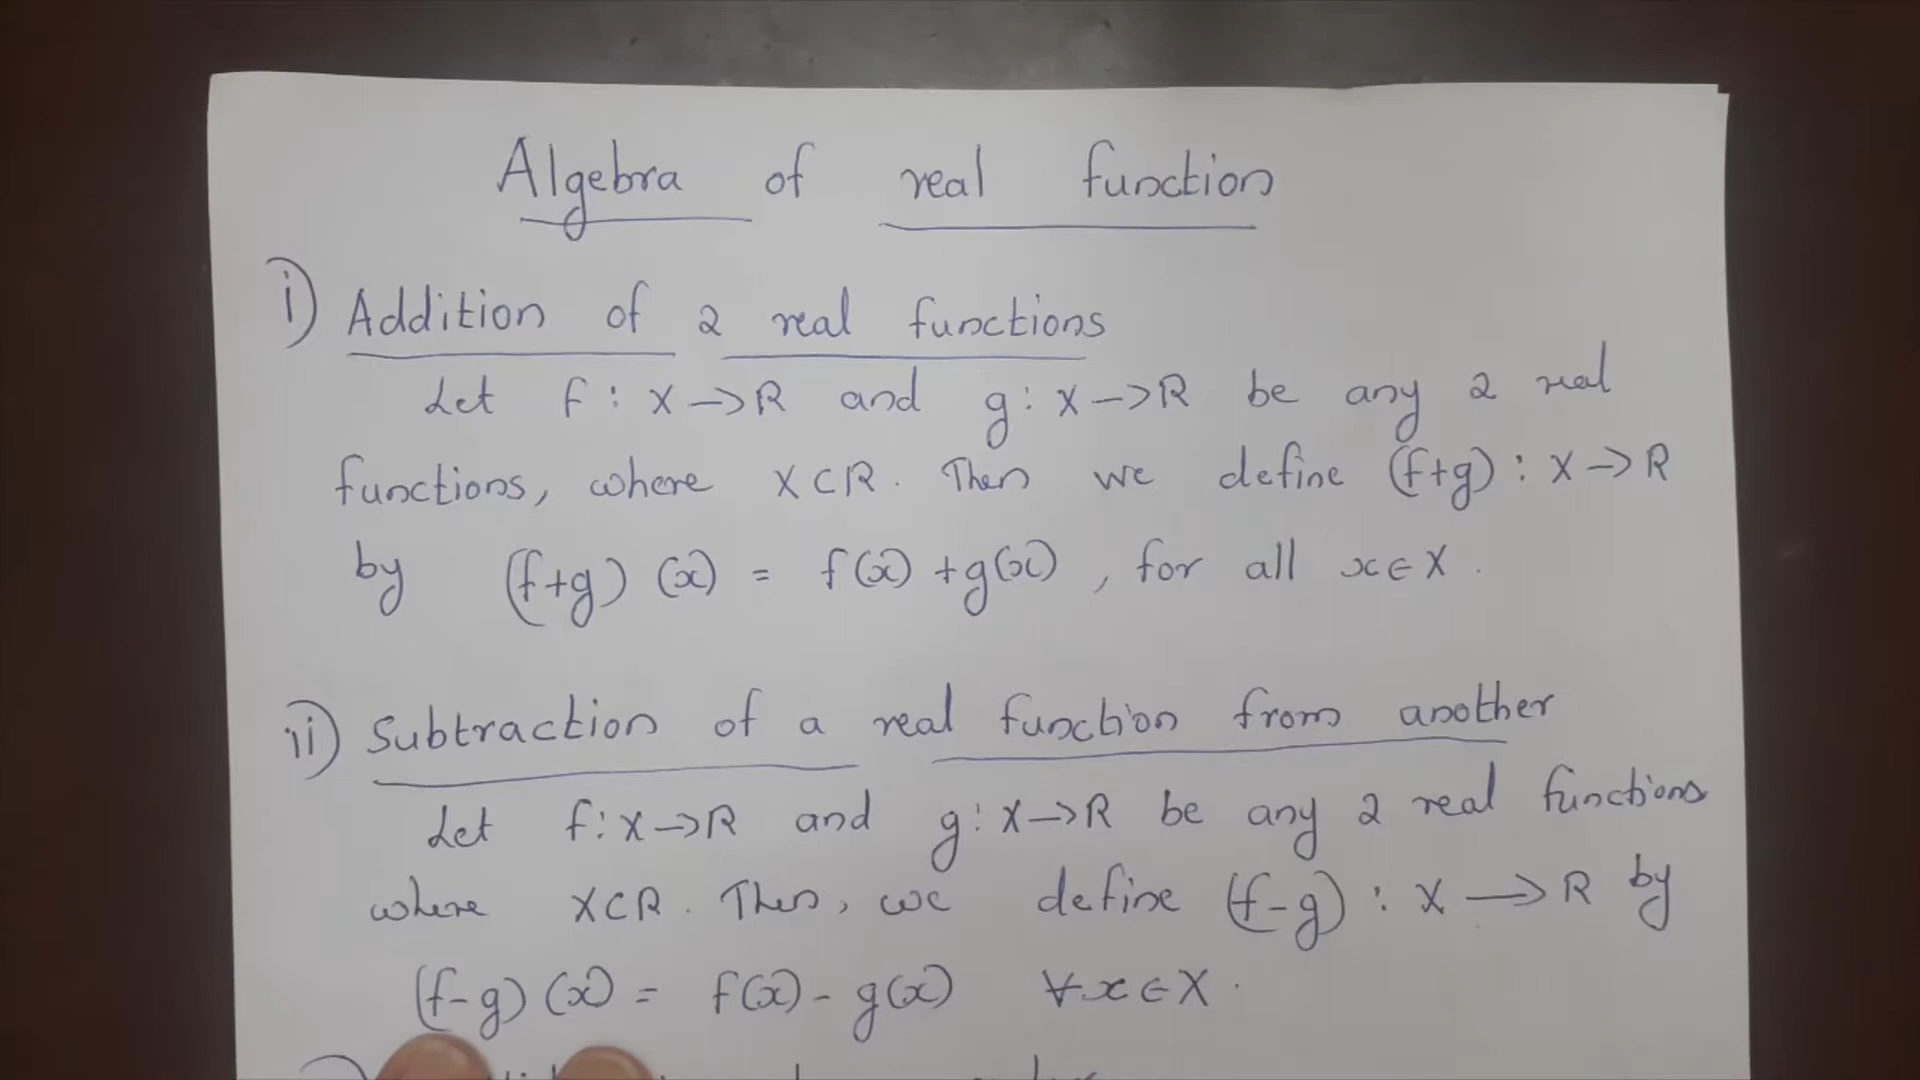 Algebra of real function
i) Addition of 2 real functions
Let f : X → R and g : X → R be any 2 real
functions, where X ⊂ R. Then we define (f+g) : X → R
by (f+g) (x) = f(x) + g(x) , for all x ∈ X .
ii) Subtraction of a real function from another
Let f : X → R and g : X → R be any 2 real functions
where X ⊂ R. Then, we define (f-g) : X → R by
(f-g) (x) = f(x) - g(x) ∀ x ∈ X .